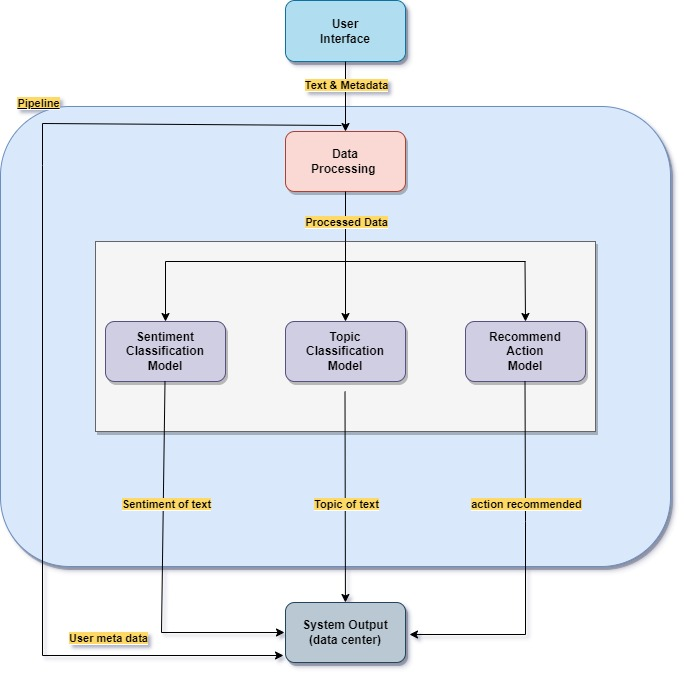 User
Interface
Text & Metadata
Pipeline
Data
Processing
Processed Data
Sentiment
Classification
Model
Topic
Classification
Model
Recommend
Action
Model
Sentiment of text
Topic of text
action recommended
System Output
(data center)
User meta data